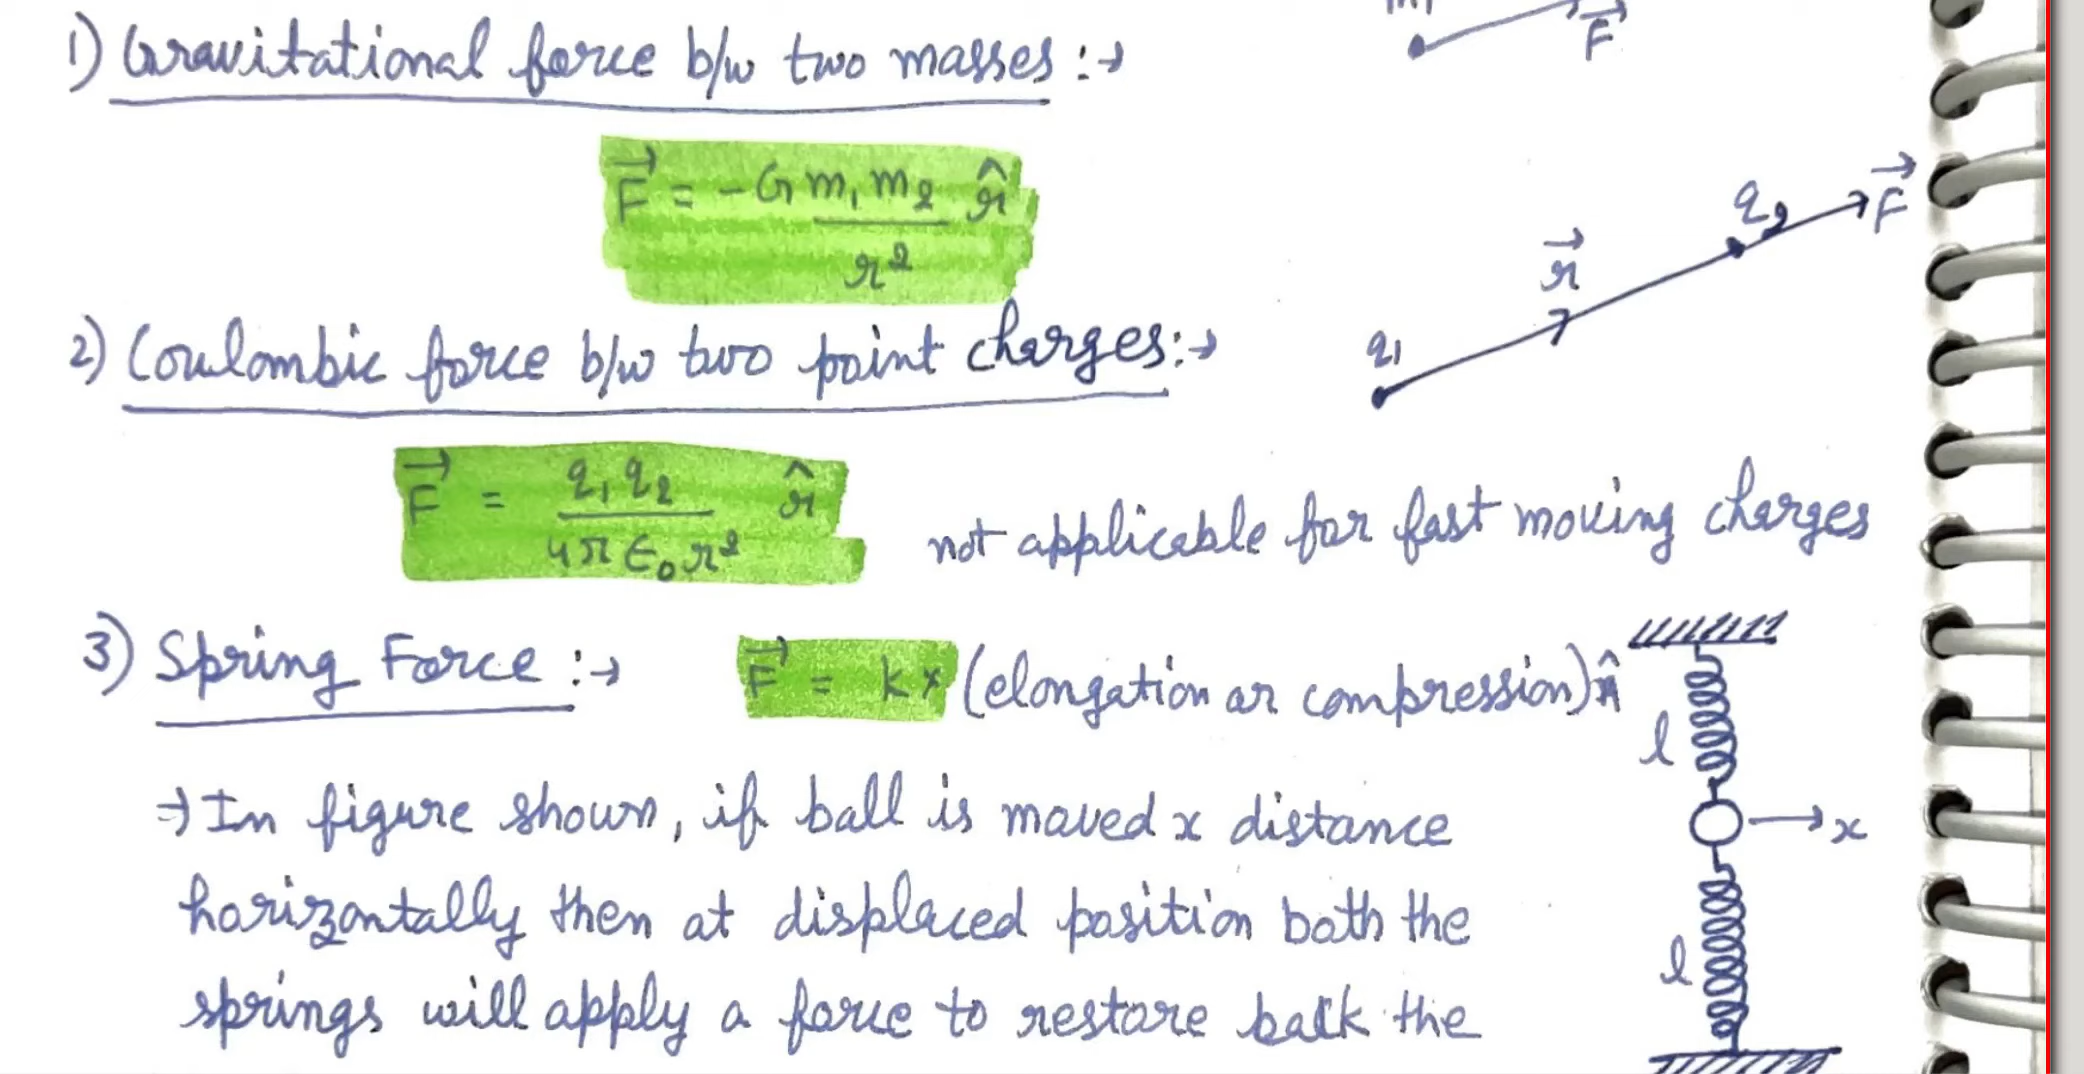 1) Gravitational force b/w two masses :→
F⃗
F⃗ = -G m₁ m₂ r̂
r²
q₂ F⃗
r⃗
q₁
2) Coulombic force b/w two point charges :→
F⃗ = q₁ q₂ r̂
4π ϵ₀ r²
not applicable for fast moving charges
3) Spring Force :→ F⃗ = kx (elongation or compression)
l
→ x
l
⇒ In figure shown, if ball is moved x distance
horizontally then at displaced position both the
springs will apply a force to restore back the